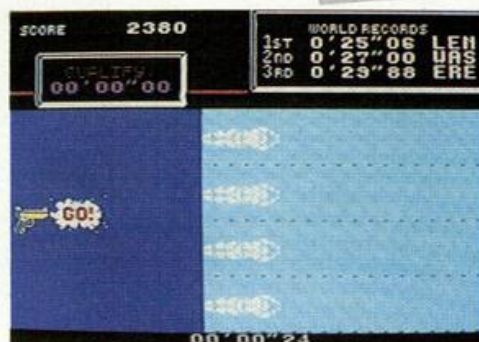 SCORE 2380
WORLD RECORDS
1ST 0'25"06 LEN
2ND 0'27"00 WAS
3RD 0'29"88 ERE
QUALIFY
00'00"00
GO!
00'00"24